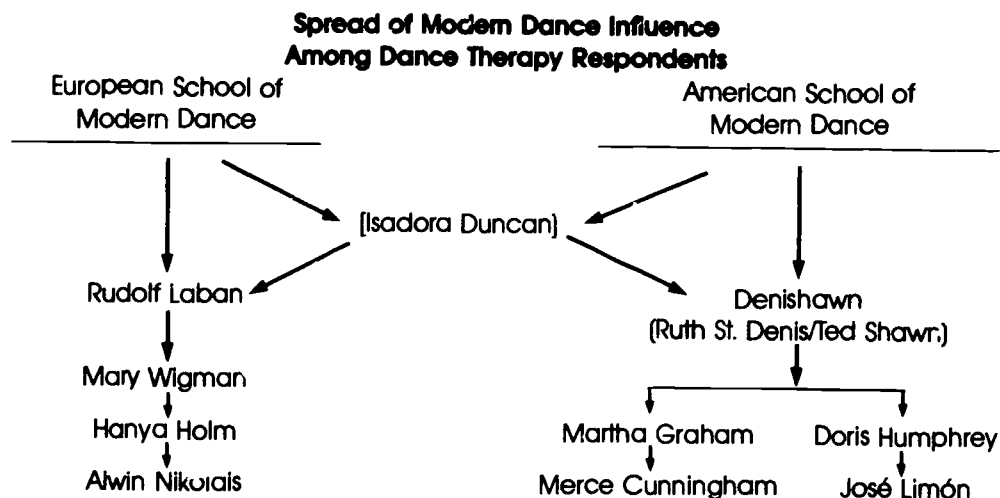 Spread of Modern Dance Influence
Among Dance Therapy Respondents
European School of
Modern Dance
American School of
Modern Dance
[Isadora Duncan]
Rudolf Laban
Denishawn
(Ruth St. Denis/Ted Shawn.)
Mary Wigman
Hanya Holm
Alwin Nikolais
Martha Graham
Doris Humphrey
Merce Cunningham
José Limón